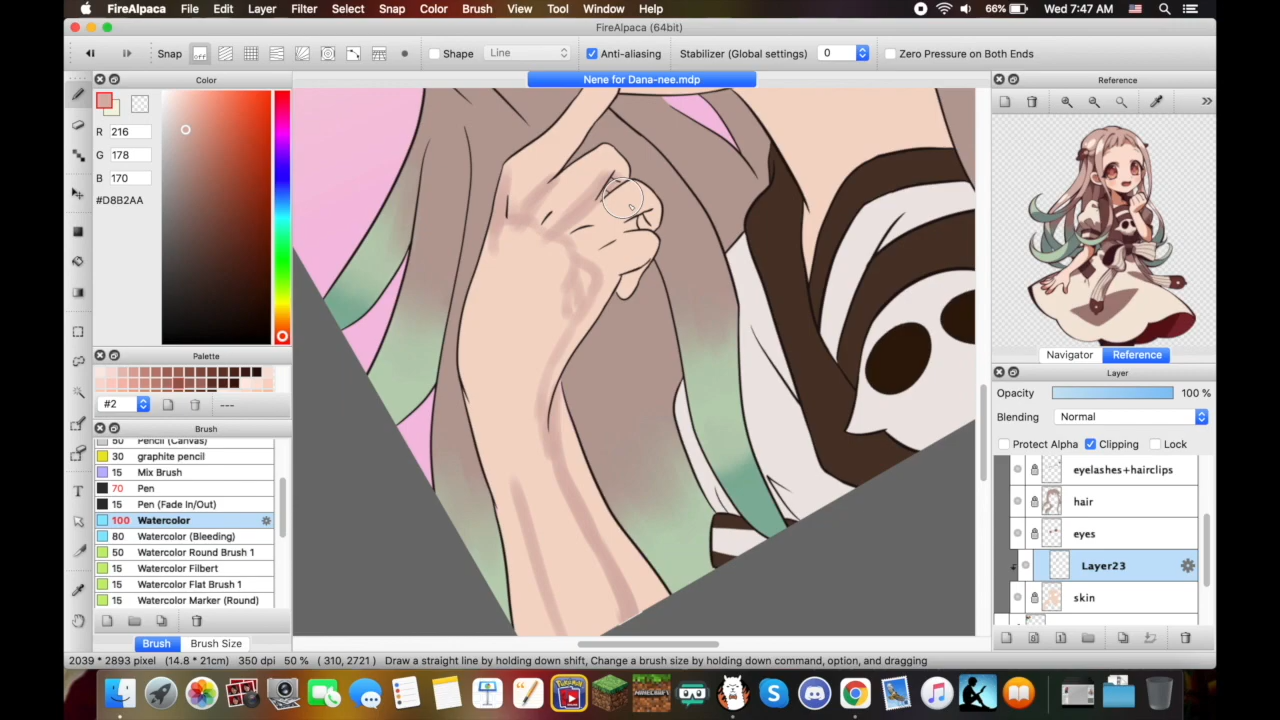 FireAlpaca File Edit Layer Filter Select Snap Color Brush View Tool Window Help 66% Wed 7:47 AM
FireAlpaca (64bit)
Snap Shape Line Anti-aliasing Stabilizer (Global settings) 0 Zero Pressure on Both Ends
Color
Nene for Dana-nee.mdp
Reference
R 216
G 178
B 170
#D8B2AA
Palette
#2 ---
Brush
50 Pencil (Canvas)
30 graphite pencil
15 Mix Brush
70 Pen
15 Pen (Fade In/Out)
100 Watercolor
80 Watercolor (Bleeding)
50 Watercolor Round Brush 1
15 Watercolor Filbert
15 Watercolor Flat Brush 1
15 Watercolor Marker (Round)
Brush Brush Size
T
Navigator Reference
Layer
Opacity 100 %
Blending Normal
Protect Alpha Clipping Lock
eyelashes+hairclips
hair
eyes
Layer23
skin
2039 * 2893 pixel (14.8 * 21cm) 350 dpi 50 % ( 310, 2721 ) Draw a straight line by holding down shift, Change a brush size by holding down command, option, and dragging